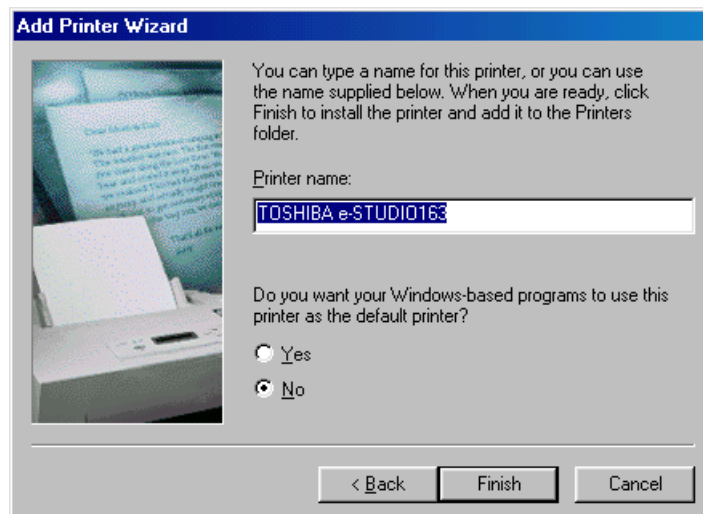 Add Printer Wizard
You can type a name for this printer, or you can use
the name supplied below. When you are ready, click
Finish to install the printer and add it to the Printers
folder.
Printer name:
TOSHIBA e-STUDIO163
Do you want your Windows-based programs to use this
printer as the default printer?
Yes
No
< Back
Finish
Cancel